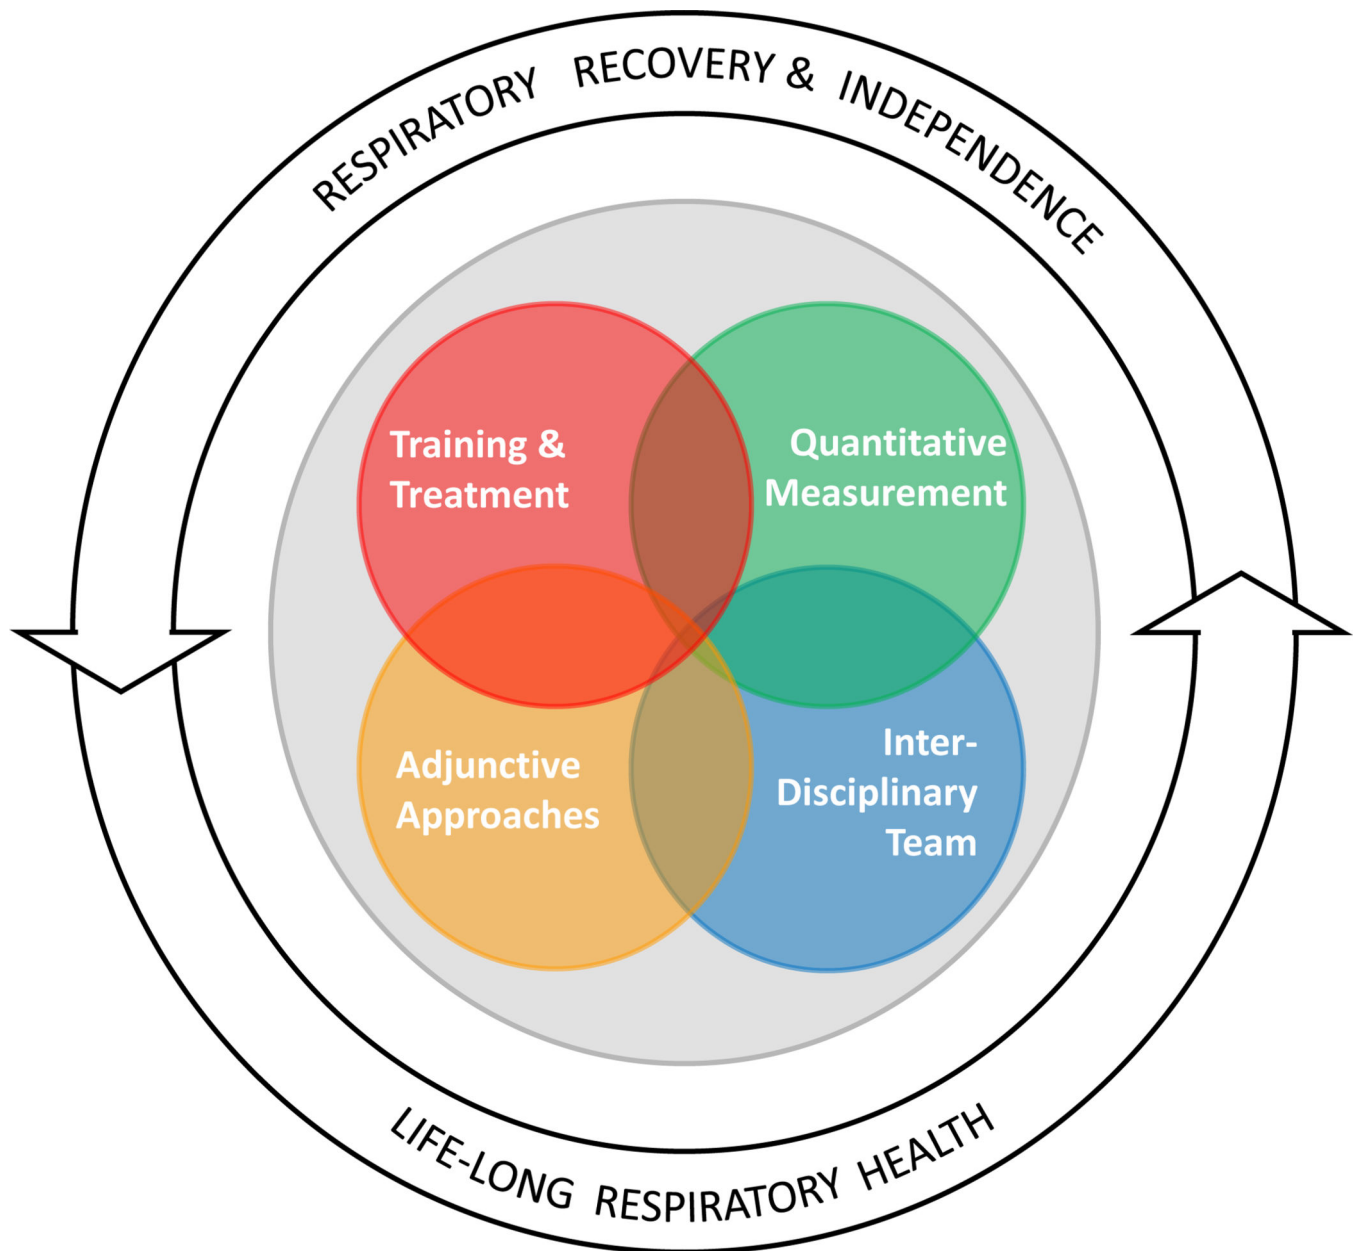 RESPIRATORY RECOVERY & INDEPENDENCE
Training &
Treatment
Quantitative
Measurement
Adjunctive
Approaches
Inter-
Disciplinary
Team
LIFE-LONG RESPIRATORY HEALTH